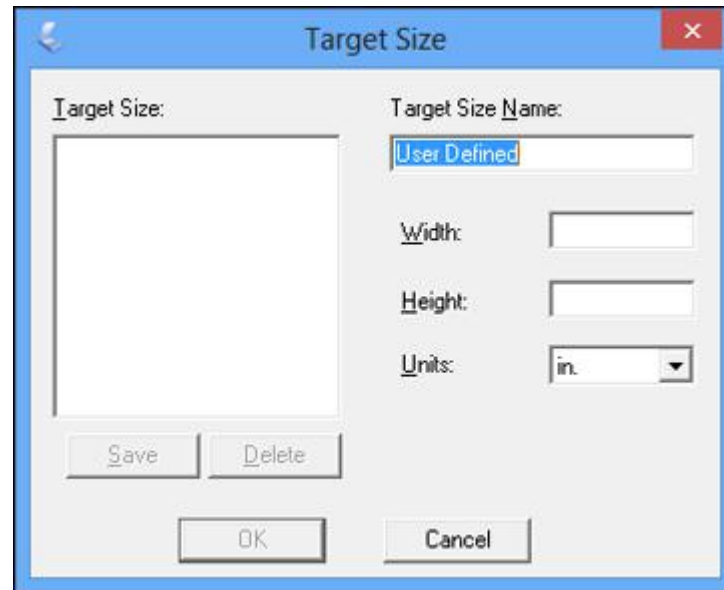 Target Size
Target Size:
Target Size Name:
User Defined
Width:
Height:
Units:
in.
Save
Delete
OK
Cancel